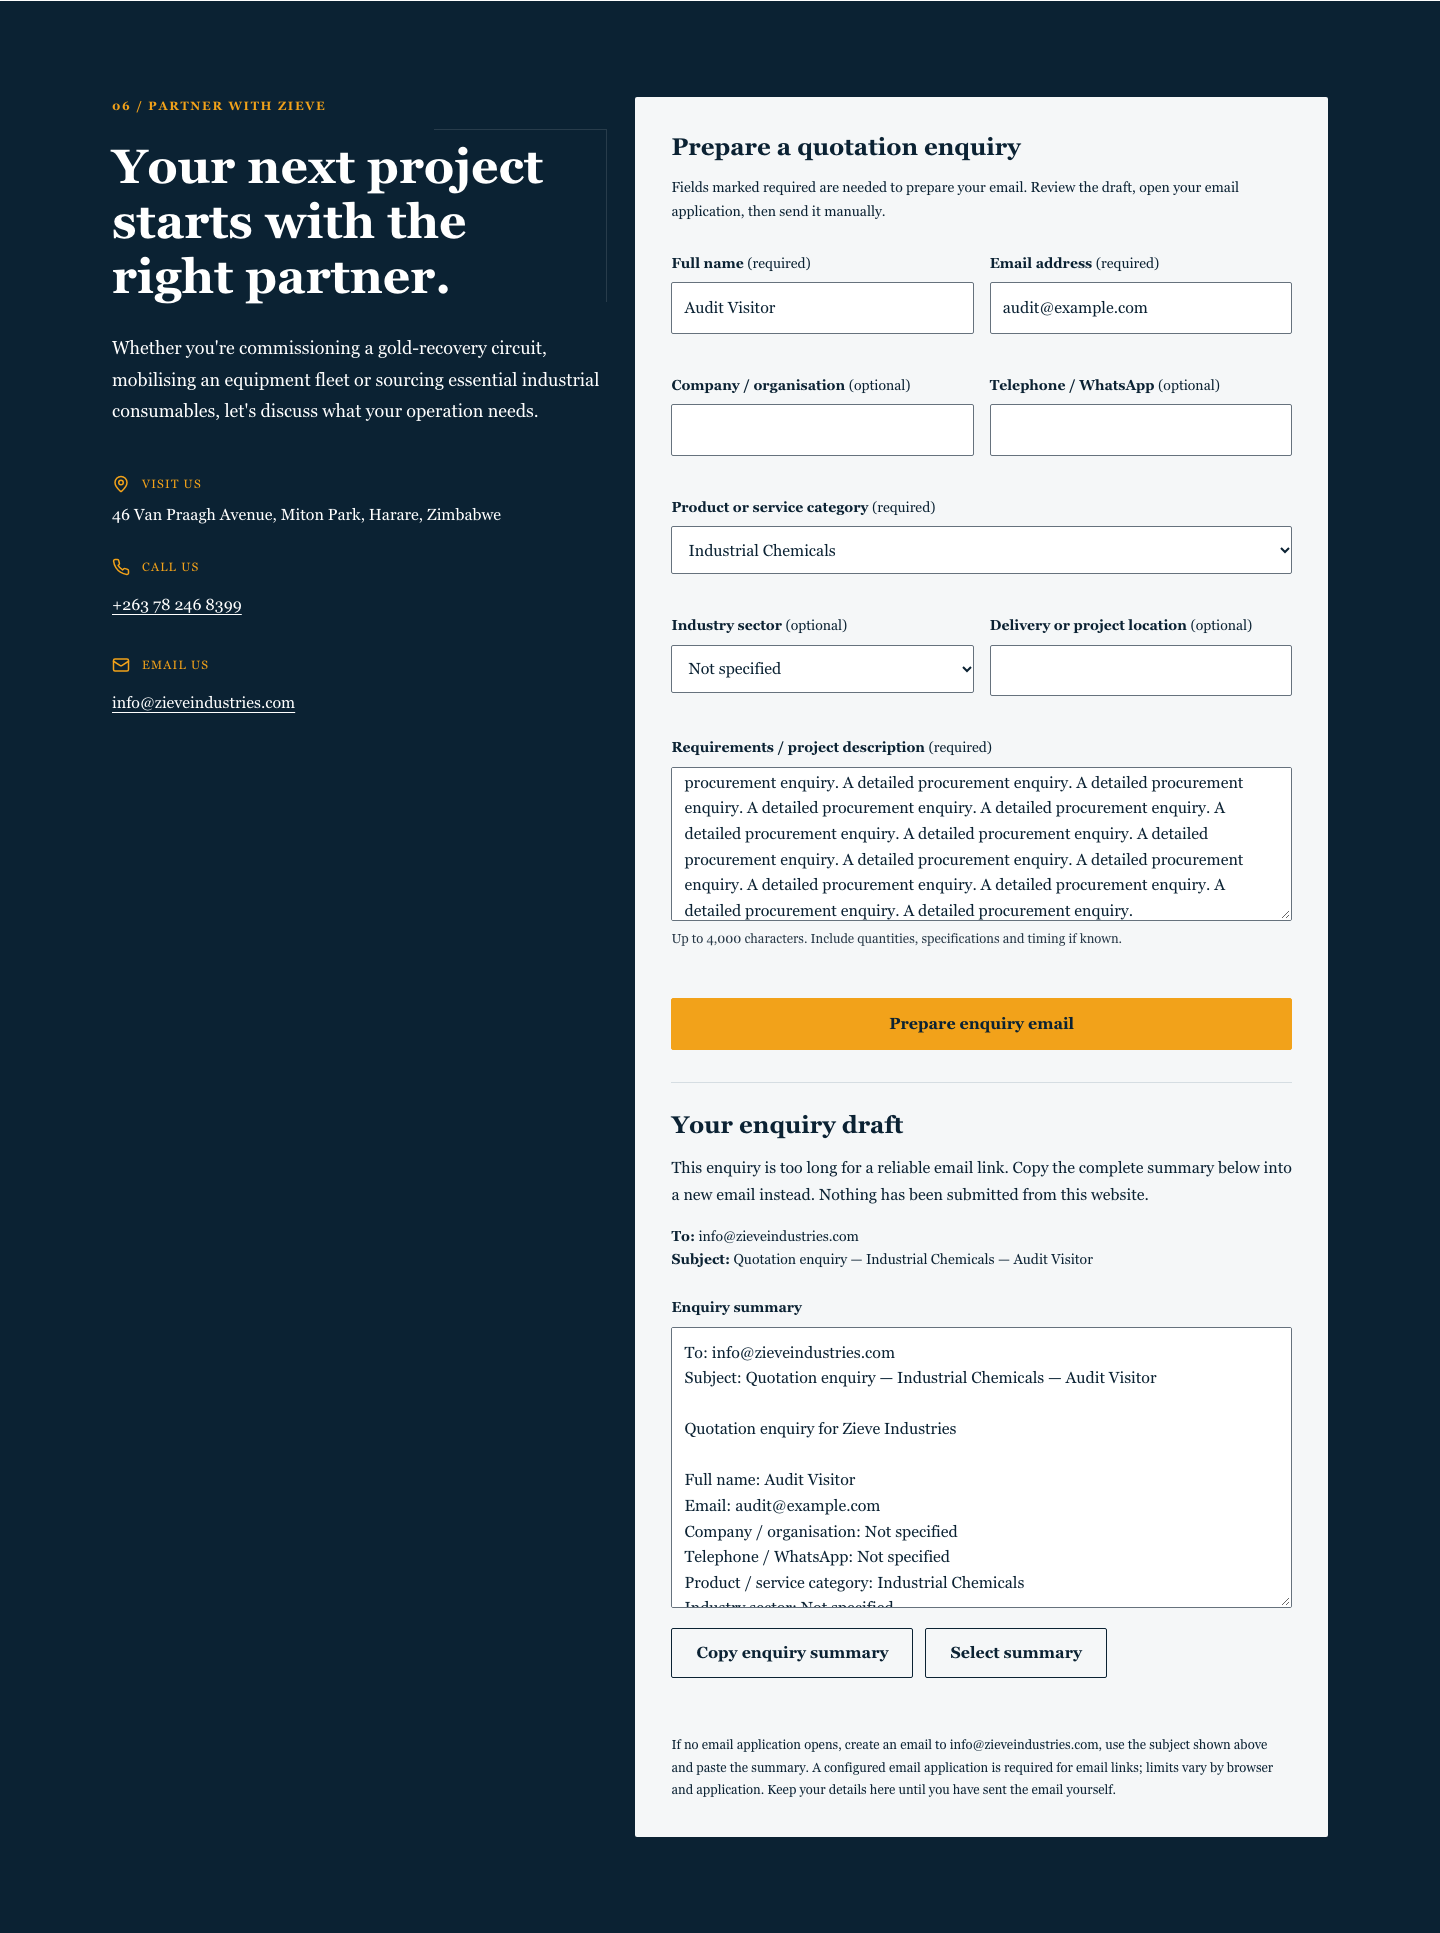 06 / PARTNER WITH ZIEVE
Your next project
starts with the
right partner.
Whether you're commissioning a gold-recovery circuit,
mobilising an equipment fleet or sourcing essential industrial
consumables, let's discuss what your operation needs.
VISIT US
46 Van Praagh Avenue, Miton Park, Harare, Zimbabwe
CALL US
+263 78 246 8399
EMAIL US
info@zieveindustries.com
Prepare a quotation enquiry
Fields marked required are needed to prepare your email. Review the draft, open your email
application, then send it manually.
Full name (required)
Email address (required)
Audit Visitor
audit@example.com
Company / organisation (optional)
Telephone / WhatsApp (optional)
Product or service category (required)
Industrial Chemicals
Industry sector (optional)
Delivery or project location (optional)
Not specified
Requirements / project description (required)
procurement enquiry. A detailed procurement enquiry. A detailed procurement
enquiry. A detailed procurement enquiry. A detailed procurement enquiry. A
detailed procurement enquiry. A detailed procurement enquiry. A detailed
procurement enquiry. A detailed procurement enquiry. A detailed procurement
enquiry. A detailed procurement enquiry. A detailed procurement enquiry. A
detailed procurement enquiry. A detailed procurement enquiry.
Up to 4,000 characters. Include quantities, specifications and timing if known.
Prepare enquiry email
Your enquiry draft
This enquiry is too long for a reliable email link. Copy the complete summary below into
a new email instead. Nothing has been submitted from this website.
To: info@zieveindustries.com
Subject: Quotation enquiry — Industrial Chemicals — Audit Visitor
Enquiry summary
To: info@zieveindustries.com
Subject: Quotation enquiry — Industrial Chemicals — Audit Visitor
Quotation enquiry for Zieve Industries
Full name: Audit Visitor
Email: audit@example.com
Company / organisation: Not specified
Telephone / WhatsApp: Not specified
Product / service category: Industrial Chemicals
Industry sector: Not specified
Copy enquiry summary
Select summary
If no email application opens, create an email to info@zieveindustries.com, use the subject shown above
and paste the summary. A configured email application is required for email links; limits vary by browser
and application. Keep your details here until you have sent the email yourself.